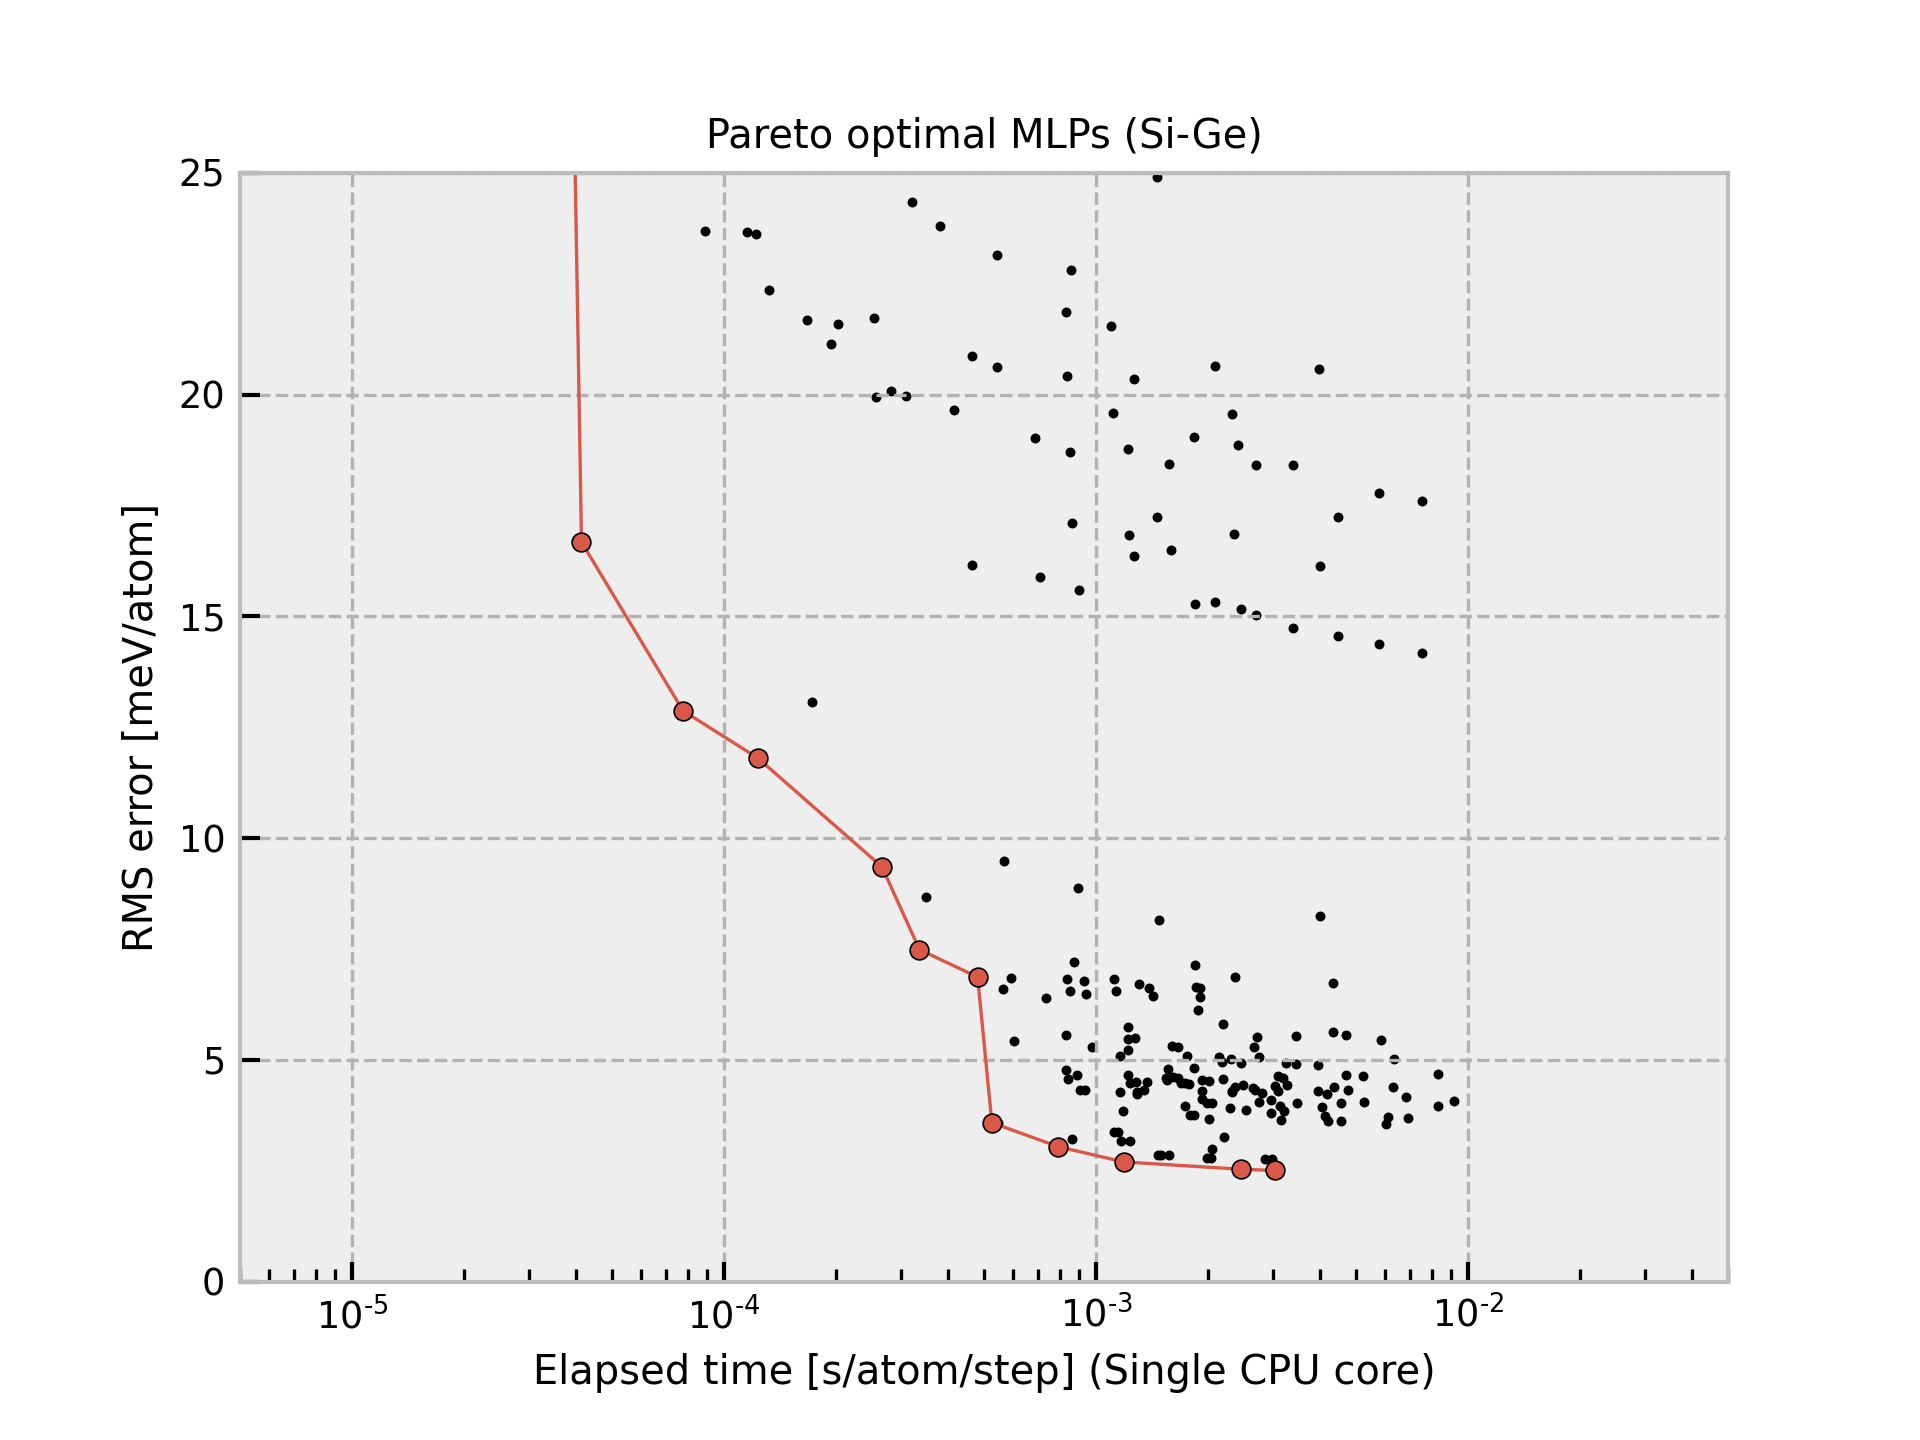 Pareto optimal MLPs (Si-Ge)
25
20
15
10
5
0
RMS error [meV/atom]
10^-5 10^-4 10^-3 10^-2
Elapsed time [s/atom/step] (Single CPU core)